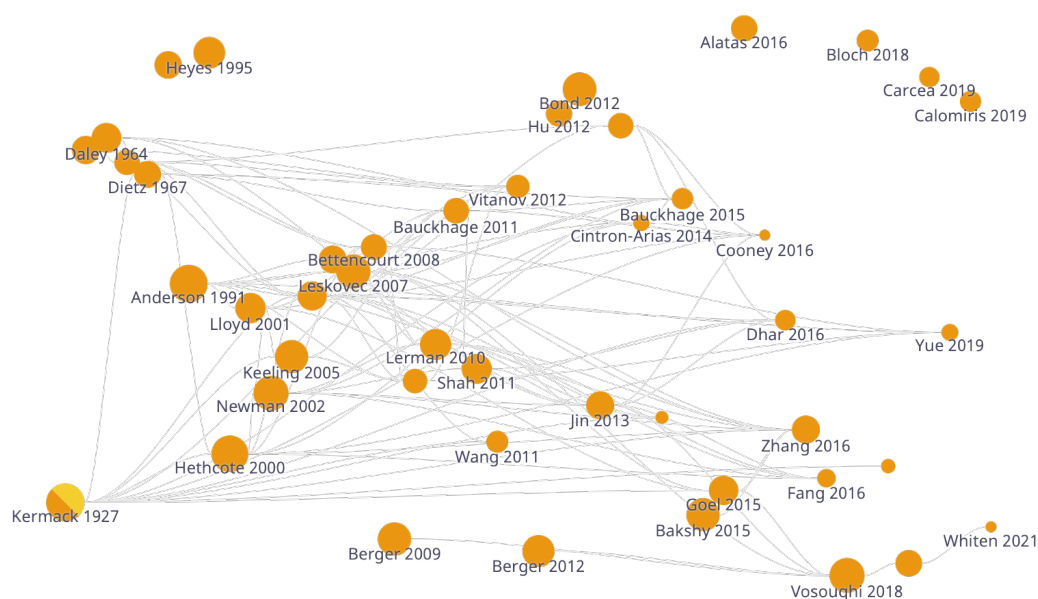 Alatas 2016
Bloch 2018
Heyes 1995
Carcea 2019
Bond 2012
Calomiris 2019
Hu 2012
Daley 1964
Dietz 1967
Vitanov 2012
Bauckhage 2015
Bauckhage 2011
Cintron-Arias 2014
Cooney 2016
Bettencourt 2008
Leskovec 2007
Anderson 1991
Lloyd 2001
Dhar 2016
Yue 2019
Lerman 2010
Keeling 2005
Shah 2011
Newman 2002
Jin 2013
Zhang 2016
Wang 2011
Hethcote 2000
Fang 2016
Goel 2015
Kermack 1927
Bakshy 2015
Whiten 2021
Berger 2009
Berger 2012
Vosoughi 2018